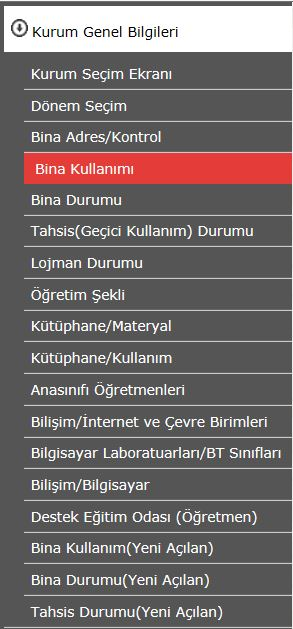 Kurum Genel Bilgileri
Kurum Seçim Ekranı
Dönem Seçim
Bina Adres/Kontrol
Bina Kullanımı
Bina Durumu
Tahsis(Geçici Kullanım) Durumu
Lojman Durumu
Öğretim Şekli
Kütüphane/Materyal
Kütüphane/Kullanım
Anasınıfı Öğretmenleri
Bilişim/İnternet ve Çevre Birimleri
Bilgisayar Laboratuarları/BT Sınıfları
Bilişim/Bilgisayar
Destek Eğitim Odası (Öğretmen)
Bina Kullanım(Yeni Açılan)
Bina Durumu(Yeni Açılan)
Tahsis Durumu(Yeni Açılan)